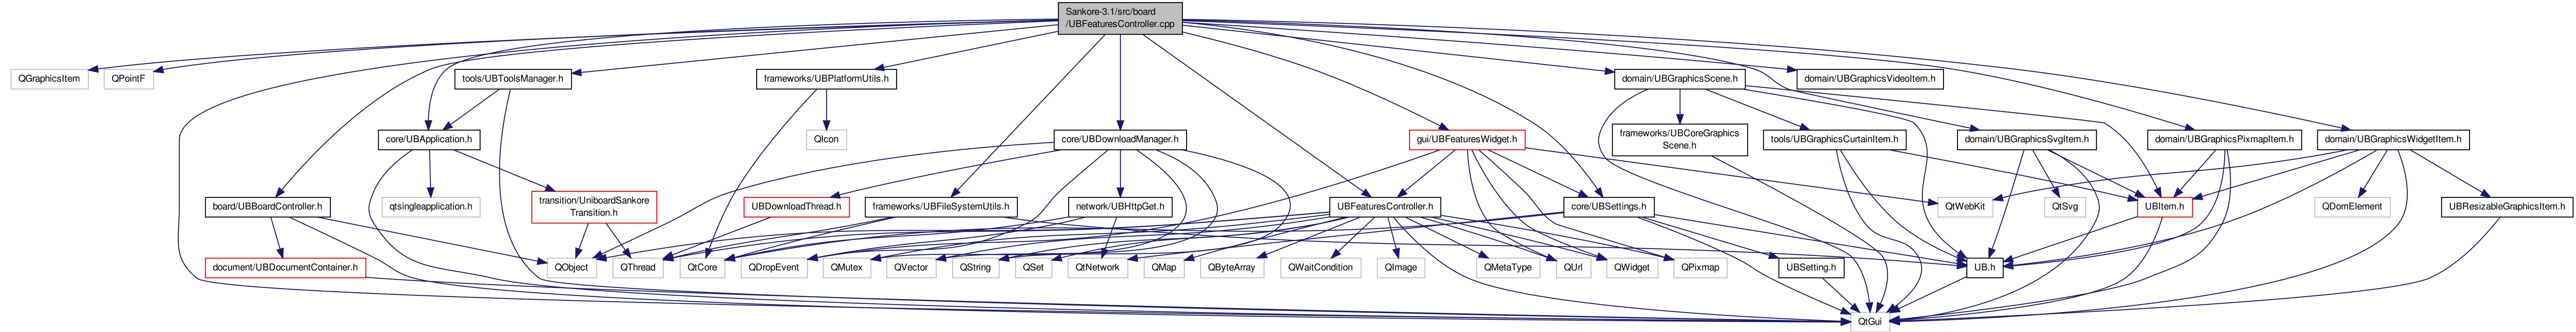 Sankore-3.1/src/board
/UBFeaturesController.cpp
QGraphicsItem
QPointF
tools/UBToolsManager.h
frameworks/UBPlatformUtils.h
domain/UBGraphicsScene.h
domain/UBGraphicsVideoItem.h
core/UBApplication.h
QIcon
core/UBDownloadManager.h
gui/UBFeaturesWidget.h
frameworks/UBCoreGraphics
Scene.h
tools/UBGraphicsCurtainItem.h
domain/UBGraphicsSvgItem.h
domain/UBGraphicsPixmapItem.h
domain/UBGraphicsWidgetItem.h
board/UBBoardController.h
qtsingleapplication.h
transition/UniboardSankore
Transition.h
UBDownloadThread.h
frameworks/UBFileSystemUtils.h
network/UBHttpGet.h
UBFeaturesController.h
core/UBSettings.h
QtWebKit
QtSvg
UBItem.h
QDomElement
UBResizableGraphicsItem.h
document/UBDocumentContainer.h
QObject
QThread
QtCore
QDropEvent
QMutex
QVector
QString
QSet
QtNetwork
QMap
QByteArray
QWaitCondition
QImage
QMetaType
QUrl
QWidget
QPixmap
UBSetting.h
UB.h
QtGui